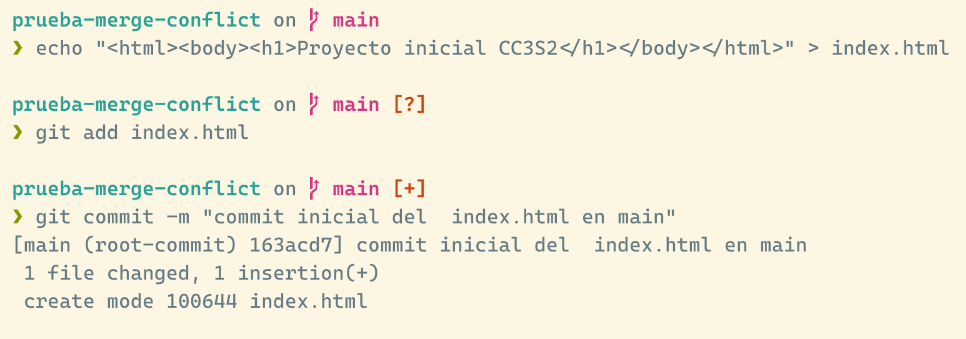 prueba-merge-conflict on main
❯ echo "<html><body><h1>Proyecto inicial CC3S2</h1></body></html>" > index.html
prueba-merge-conflict on main [?]
❯ git add index.html
prueba-merge-conflict on main [+]
❯ git commit -m "commit inicial del  index.html en main"
[main (root-commit) 163acd7] commit inicial del  index.html en main
 1 file changed, 1 insertion(+)
 create mode 100644 index.html